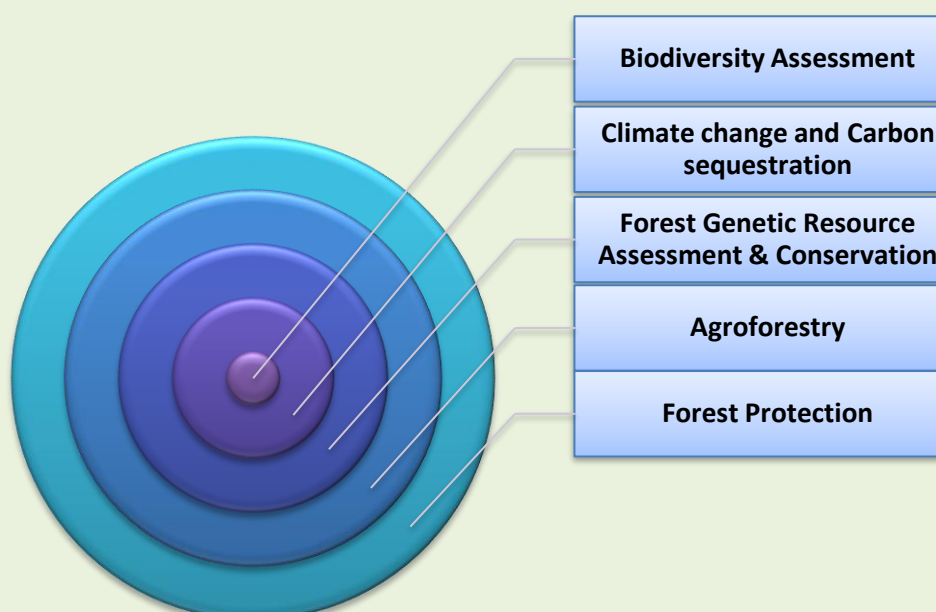 Biodiversity Assessment
Climate change and Carbon
sequestration
Forest Genetic Resource
Assessment & Conservation
Agroforestry
Forest Protection